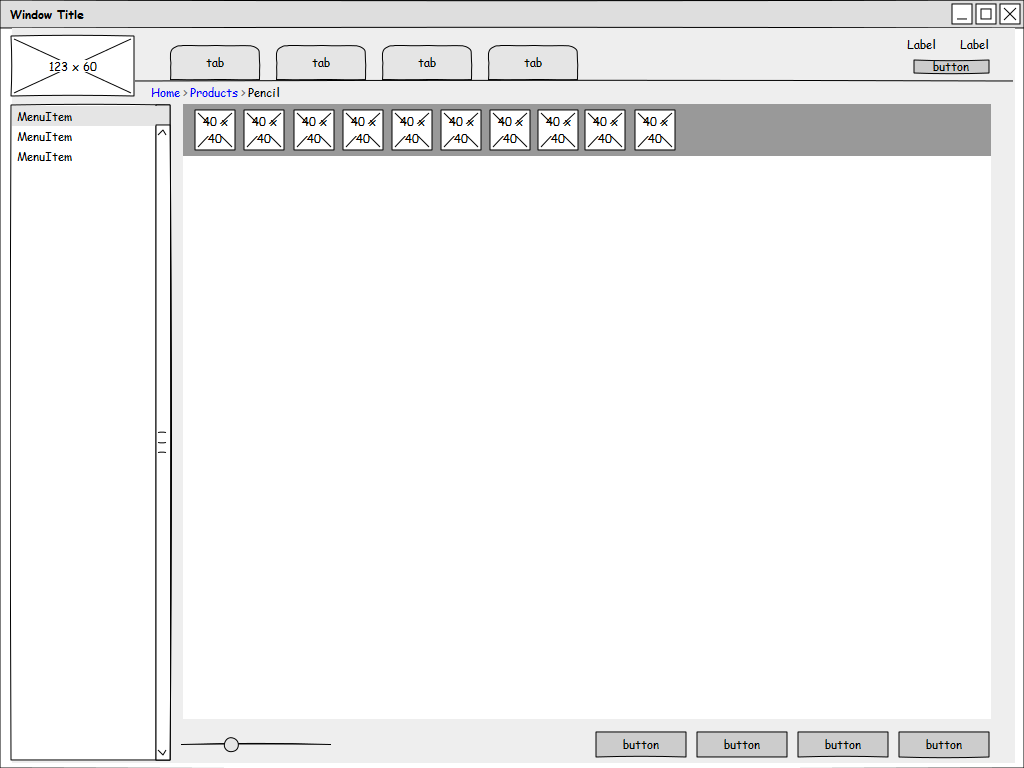 Window Title
123 x 60
tab tab tab tab
Label Label
button
Home › Products › Pencil
MenuItem
MenuItem
MenuItem
40 x 40 x 40 x 40 x 40 x 40 x 40 x 40 x 40 x 40 x
40 40 40 40 40 40 40 40 40 40
button button button button